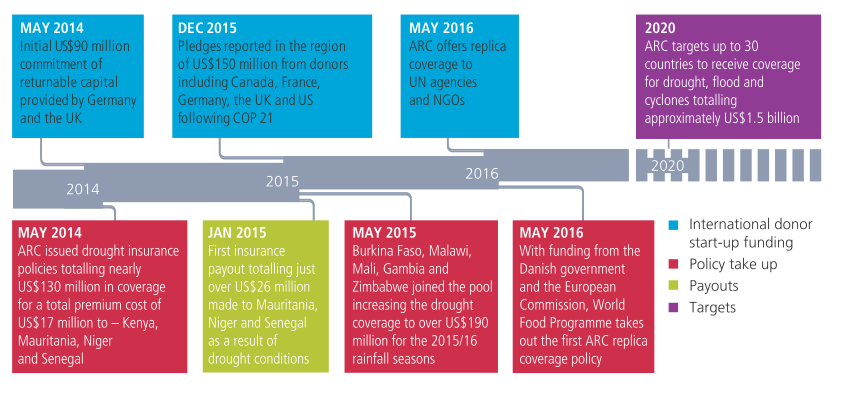 MAY 2014
Initial US$90 million
commitment of
returnable capital
provided by Germany
and the UK
DEC 2015
Pledges reported in the region
of US$150 million from donors
including Canada, France,
Germany, the UK and US
following COP 21
MAY 2016
ARC offers replica
coverage to
UN agencies
and NGOs
2020
ARC targets up to 30
countries to receive coverage
for drought, flood and
cyclones totalling
approximately US$1.5 billion
2014
2015
2016
2020
MAY 2014
ARC issued drought insurance
policies totalling nearly
US$130 million in coverage
for a total premium cost of
US$17 million to – Kenya,
Mauritania, Niger
and Senegal
JAN 2015
First insurance
payout totalling just
over US$26 million
made to Mauritania,
Niger and Senegal
as a result of
drought conditions
MAY 2015
Burkina Faso, Malawi,
Mali, Gambia and
Zimbabwe joined the pool
increasing the drought
coverage to over US$190
million for the 2015/16
rainfall seasons
MAY 2016
With funding from the
Danish government
and the European
Commission, World
Food Programme takes
out the first ARC replica
coverage policy
International donor
start-up funding
Policy take up
Payouts
Targets